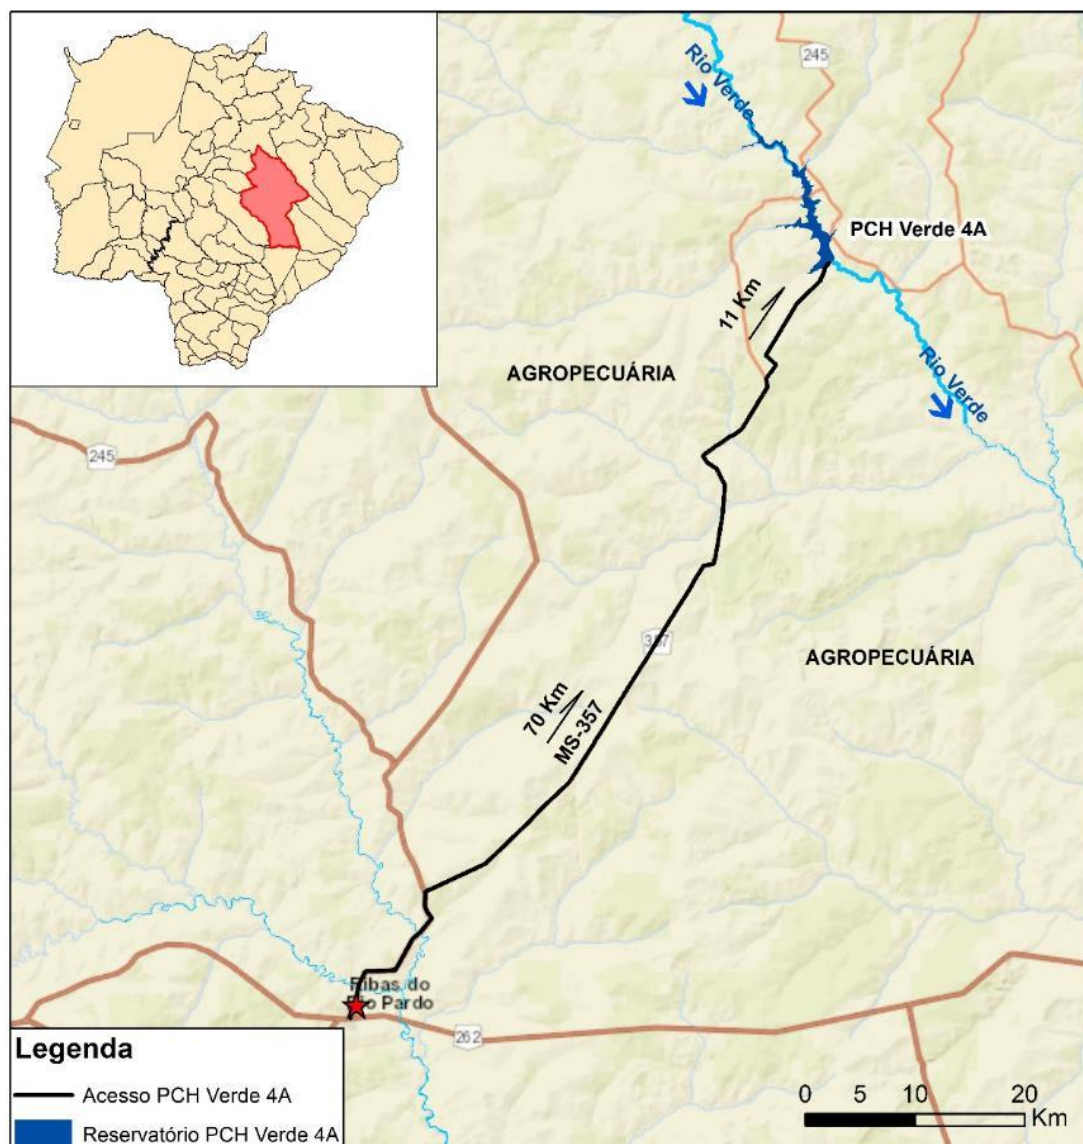 245
Rio Verde
PCH Verde 4A
11 Km
Rio Verde
AGROPECUÁRIA
245
357
AGROPECUÁRIA
70 Km
MS-357
Ribas do
Rio Pardo
262
Legenda
Acesso PCH Verde 4A
Reservatório PCH Verde 4A
0 5 10 20
Km